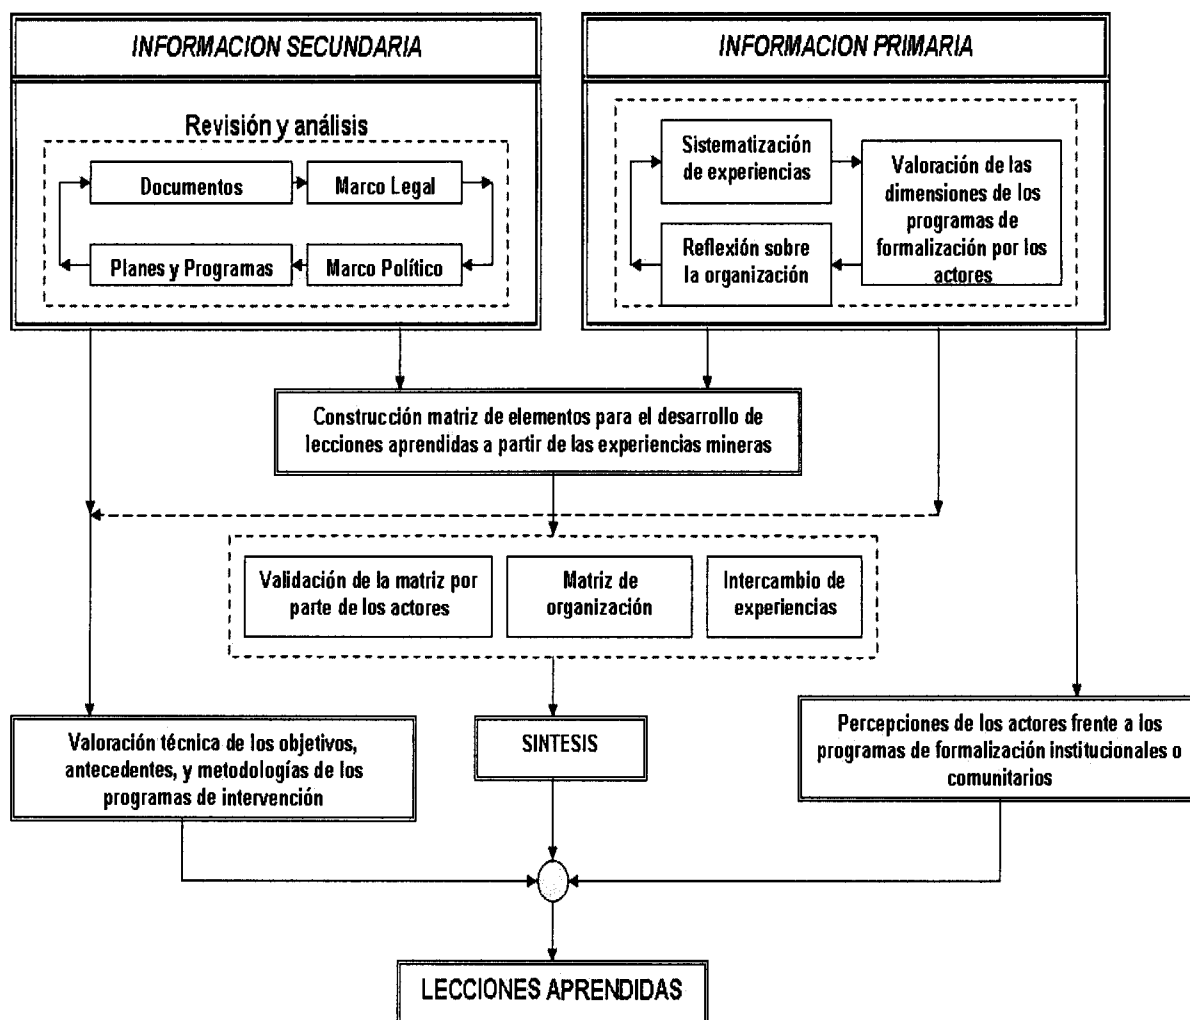 INFORMACION SECUNDARIA
Revisión y análisis
Documentos
Marco Legal
Planes y Programas
Marco Político
INFORMACION PRIMARIA
Sistematización
de experiencias
Valoración de las
dimensiones de los
programas de
formalización por los
actores
Reflexión sobre
la organización
Construcción matriz de elementos para el desarrollo de
lecciones aprendidas a partir de las experiencias mineras
Validación de la matriz por
parte de los actores
Matriz de
organización
Intercambio de
experiencias
Valoración técnica de los objetivos,
antecedentes, y metodologías de los
programas de intervención
SINTESIS
Percepciones de los actores frente a los
programas de formalización institucionales o
comunitarios
LECCIONES APRENDIDAS